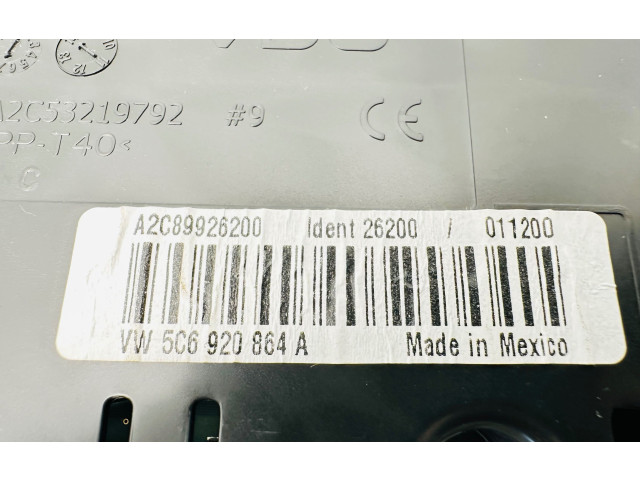 A2C53219792 #9 CE
PP-T40<
C
A2C89926200 Ident 26200 / 011200
VW 5C6 920 864 A Made in Mexico